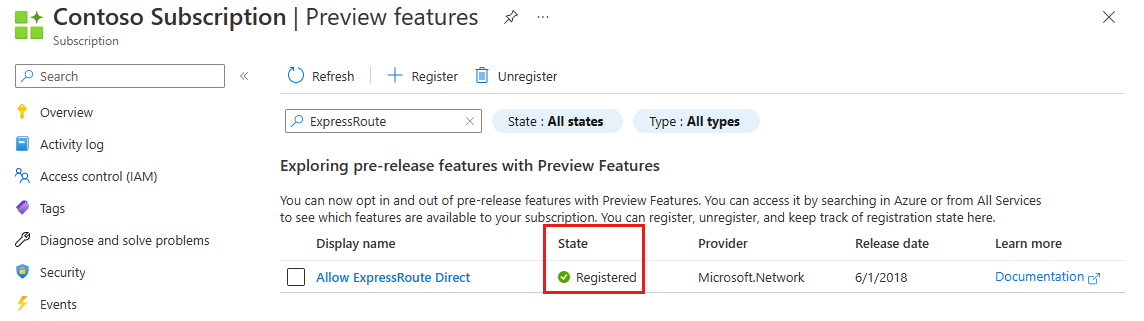 Contoso Subscription | Preview features
Subscription
Search
Refresh
Register
Unregister
Overview
Activity log
Access control (IAM)
Tags
Diagnose and solve problems
Security
Events
ExpressRoute
State : All states
Type : All types
Exploring pre-release features with Preview Features
You can now opt in and out of pre-release features with Preview Features. You can access it by searching in Azure or from All Services
to see which features are available to your subscription. You can register, unregister, and keep track of registration state here.
Display name State Provider Release date Learn more
Allow ExpressRoute Direct Registered Microsoft.Network 6/1/2018 Documentation